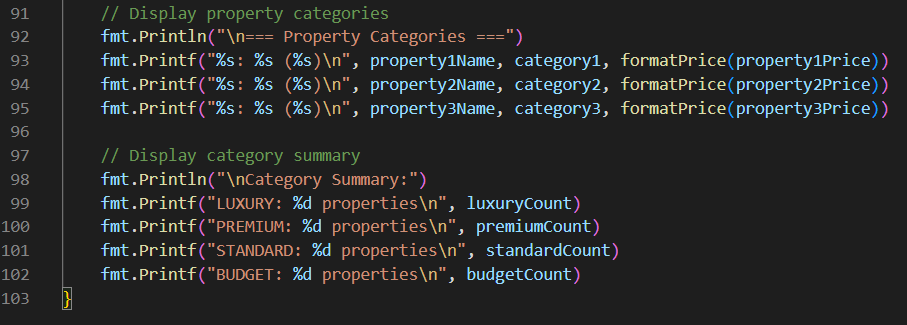 91 // Display property categories
92 fmt.Println("\n=== Property Categories ===")
93 fmt.Printf("%s: %s (%s)\n", property1Name, category1, formatPrice(property1Price))
94 fmt.Printf("%s: %s (%s)\n", property2Name, category2, formatPrice(property2Price))
95 fmt.Printf("%s: %s (%s)\n", property3Name, category3, formatPrice(property3Price))
96
97 // Display category summary
98 fmt.Println("\nCategory Summary:")
99 fmt.Printf("LUXURY: %d properties\n", luxuryCount)
100 fmt.Printf("PREMIUM: %d properties\n", premiumCount)
101 fmt.Printf("STANDARD: %d properties\n", standardCount)
102 fmt.Printf("BUDGET: %d properties\n", budgetCount)
103 }